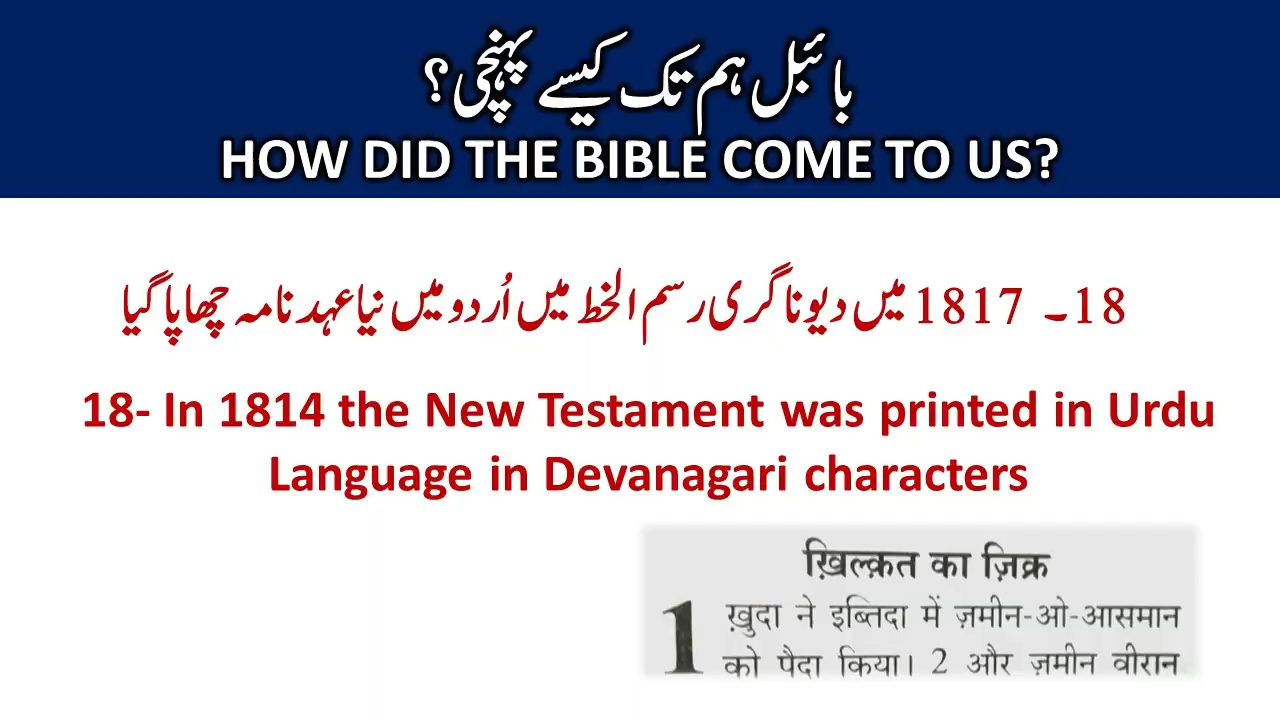 بائبل ہم تک کیسے پہنچی؟
HOW DID THE BIBLE COME TO US?
18۔ 1817 میں دیوناگری رسم الخط میں اُردو میں نیا عہد نامہ چھاپا گیا
18- In 1814 the New Testament was printed in Urdu
Language in Devanagari characters
ख़िल्क़त का ज़िक्र
1 ख़ुदा ने इब्तिदा में ज़मीन-ओ-आसमान
को पैदा किया। 2 और ज़मीन वीरान